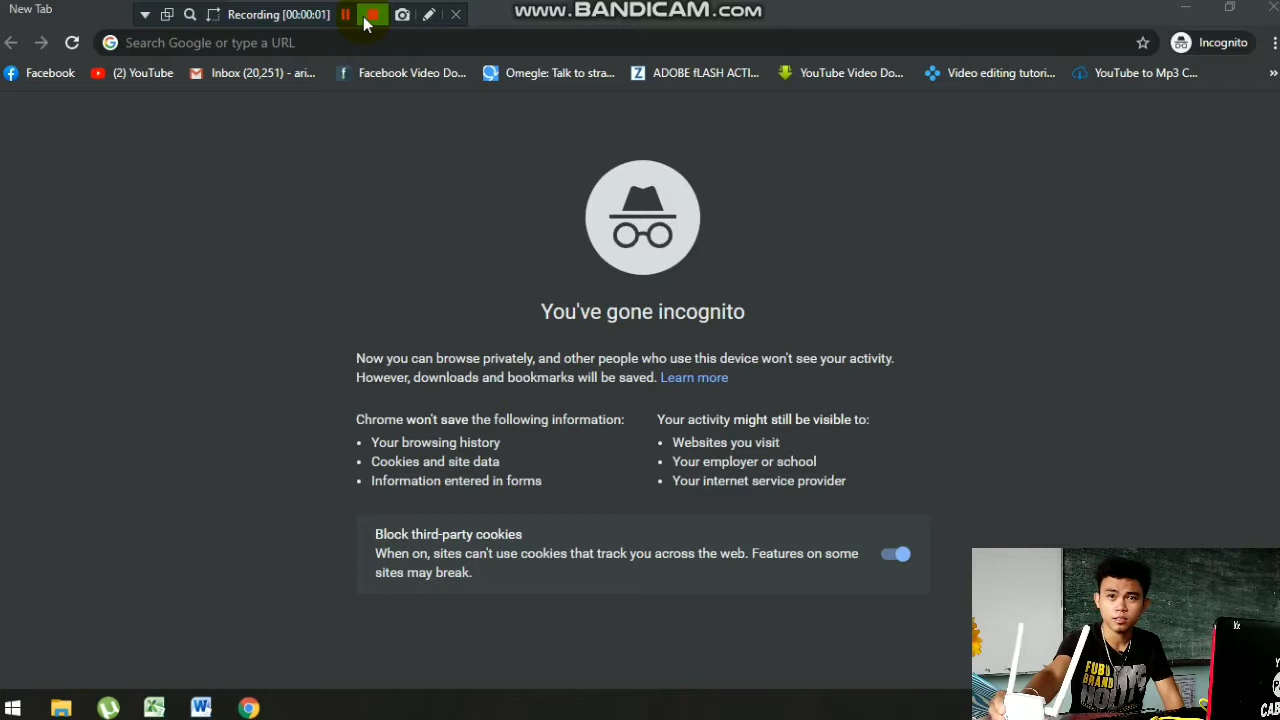 New Tab
Recording [00:00:01]
www.BANDICAM.com
Search Google or type a URL
Incognito
Facebook
(2) YouTube
Inbox (20,251) - ari...
Facebook Video Do...
Omegle: Talk to stra...
ADOBE fLASH ACTI...
YouTube Video Do...
Video editing tutori...
YouTube to Mp3 C...
»
You've gone incognito
Now you can browse privately, and other people who use this device won't see your activity.
However, downloads and bookmarks will be saved. Learn more
Chrome won't save the following information:
• Your browsing history
• Cookies and site data
• Information entered in forms
Your activity might still be visible to:
• Websites you visit
• Your employer or school
• Your internet service provider
Block third-party cookies
When on, sites can't use cookies that track you across the web. Features on some
sites may break.
FUBU
BRAND